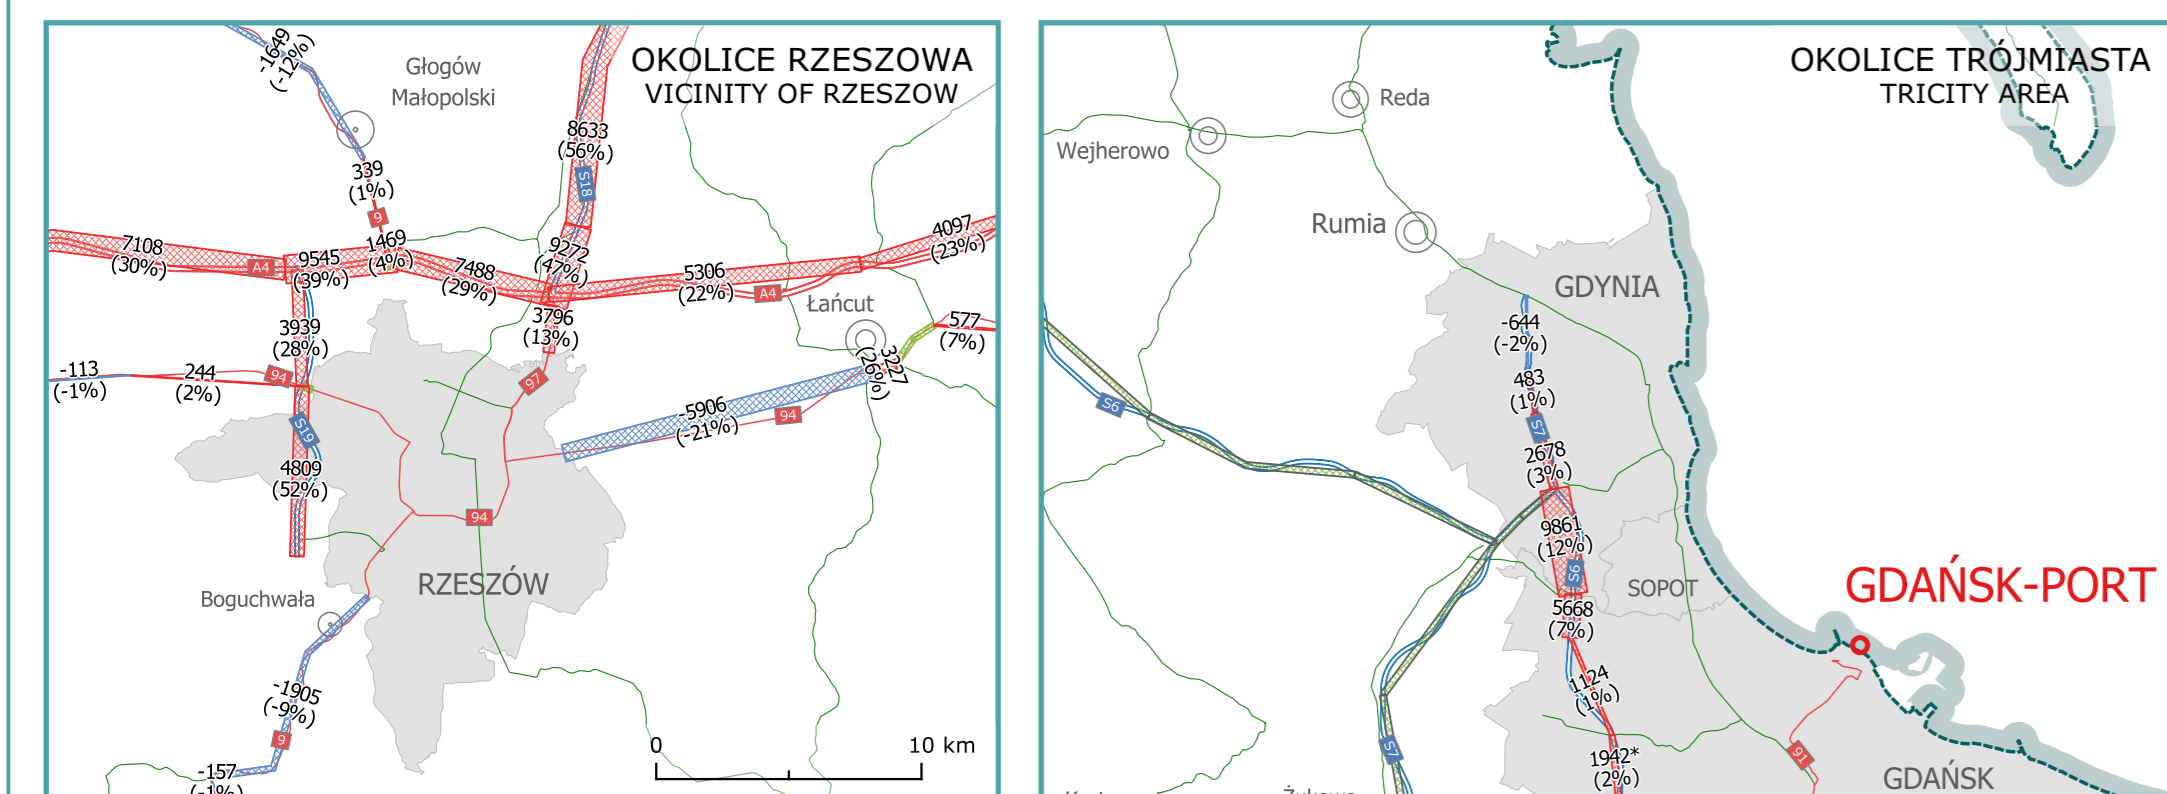 OKOLICE RZESZOWA
VICINITY OF RZESZOW
-1649
(-12%)
Głogów
Małopolski
339
(1%)
9
8633
(56%)
S18
7108
(30%)
A4
9545
(39%)
1469
(4%)
7488
(29%)
9272
(47%)
5306
(22%)
A4
4097
(23%)
Łańcut
3939
(28%)
3796
(13%)
577
(7%)
3227
(26%)
-113
(-1%)
244
(2%)
94
97
-5906
(-21%)
94
S19
4809
(52%)
94
RZESZÓW
Boguchwała
-1905
(-9%)
9
-157
(-1%)
0
10 km
OKOLICE TRÓJMIASTA
TRICITY AREA
Reda
Wejherowo
Rumia
GDYNIA
-644
(-2%)
483
(1%)
S6
S7
2678
(3%)
9861
(12%)
S6
SOPOT
GDAŃSK-PORT
5668
(7%)
1124
(1%)
S7
1942*
(2%)
91
GDAŃSK
Żukowo